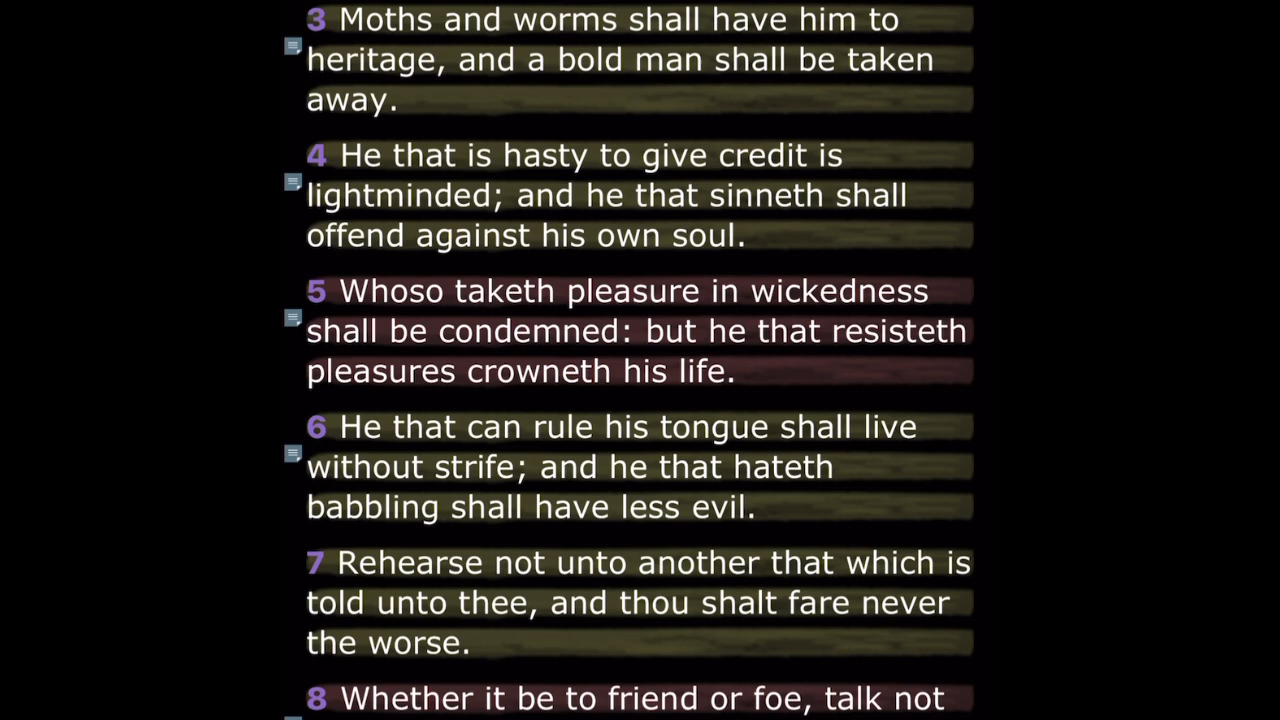 3 Moths and worms shall have him to
heritage, and a bold man shall be taken
away.
4 He that is hasty to give credit is
lightminded; and he that sinneth shall
offend against his own soul.
5 Whoso taketh pleasure in wickedness
shall be condemned: but he that resisteth
pleasures crowneth his life.
6 He that can rule his tongue shall live
without strife; and he that hateth
babbling shall have less evil.
7 Rehearse not unto another that which is
told unto thee, and thou shalt fare never
the worse.
8 Whether it be to friend or foe, talk not